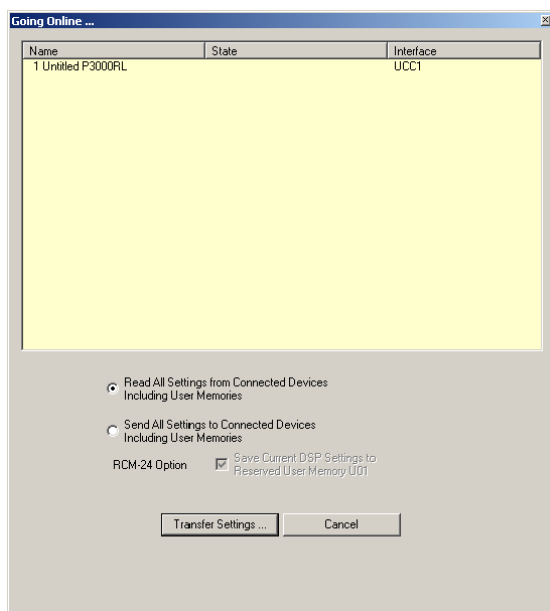 Going Online ...
Name State Interface
1 Untitled P3000RL UCC1
Read All Settings from Connected Devices
Including User Memories
Send All Settings to Connected Devices
Including User Memories
RCM-24 Option Save Current DSP Settings to
Reserved User Memory U01
Transfer Settings ... Cancel